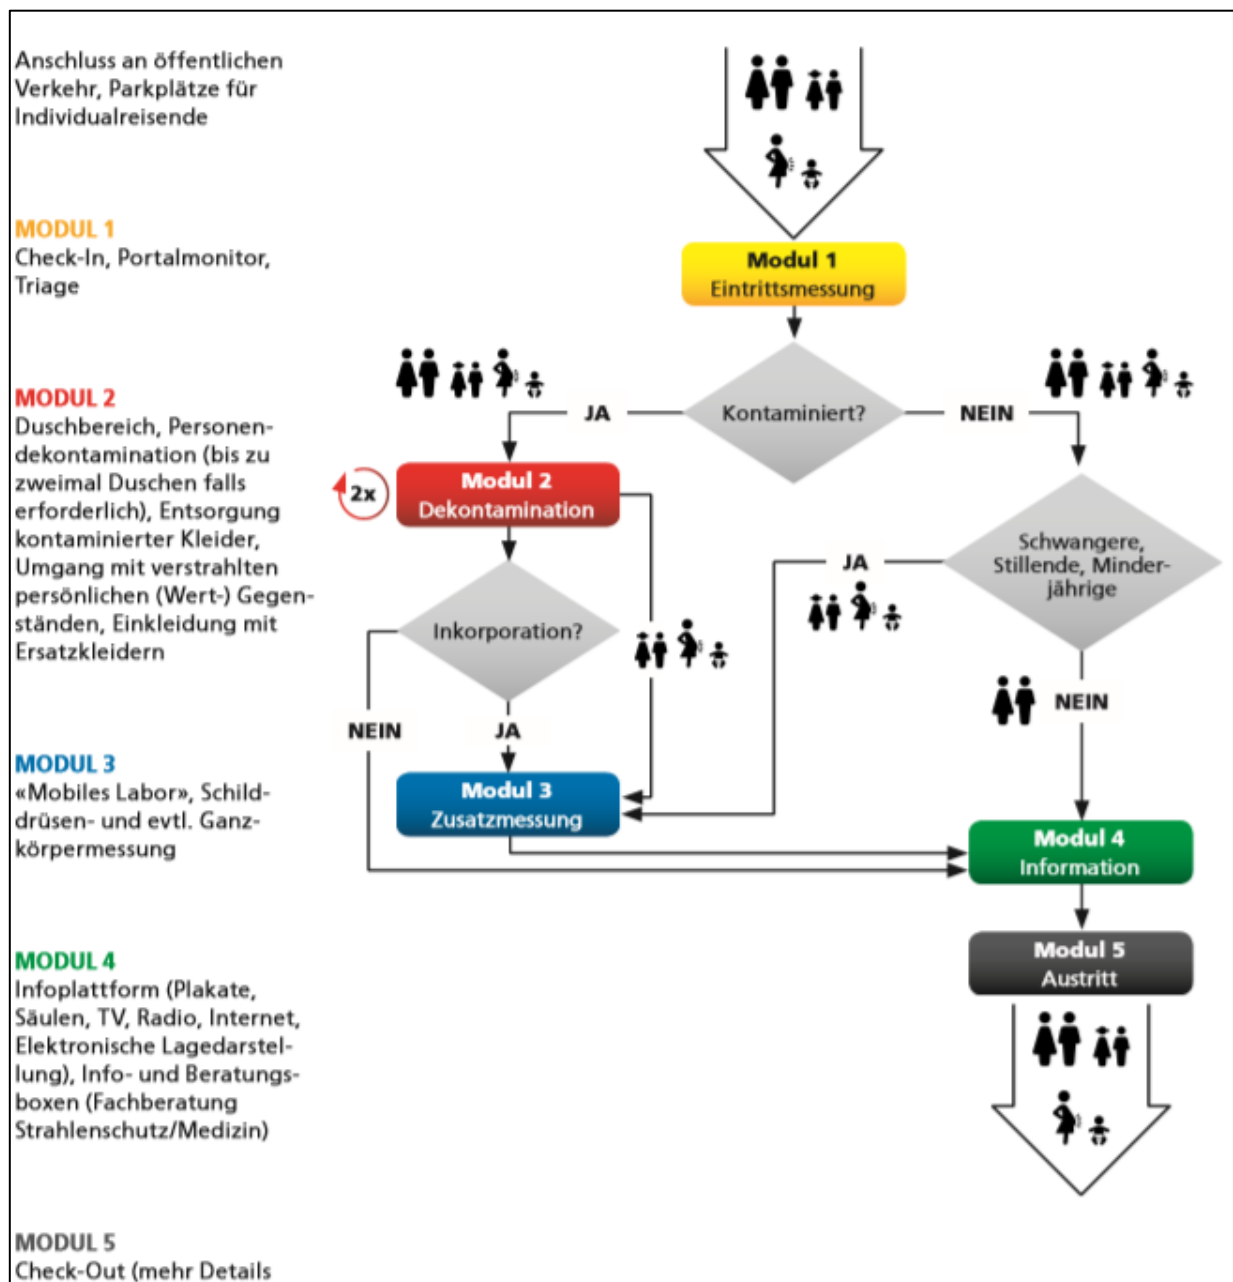 Anschluss an öffentlichen
Verkehr, Parkplätze für
Individualreisende
MODUL 1
Check-In, Portalmonitor,
Triage
MODUL 2
Duschbereich, Personen-
dekontamination (bis zu
zweimal Duschen falls
erforderlich), Entsorgung
kontaminierter Kleider,
Umgang mit verstrahlten
persönlichen (Wert-) Gegen-
ständen, Einkleidung mit
Ersatzkleidern
MODUL 3
«Mobiles Labor», Schild-
drüsen- und evtl. Ganz-
körpermessung
MODUL 4
Infoplattform (Plakate,
Säulen, TV, Radio, Internet,
Elektronische Lagedarstel-
lung), Info- und Beratungs-
boxen (Fachberatung
Strahlenschutz/Medizin)
MODUL 5
Check-Out (mehr Details
Modul 1
Eintrittsmessung
Kontaminiert?
JA
NEIN
2x
Modul 2
Dekontamination
Schwangere,
Stillende, Minder-
jährige
JA
Inkorporation?
NEIN
JA
NEIN
Modul 3
Zusatzmessung
Modul 4
Information
Modul 5
Austritt